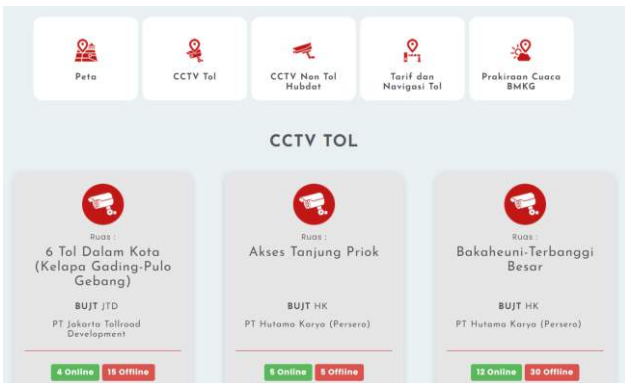 Peta
CCTV Tol
CCTV Non Tol
Hubdat
Tarif dan
Navigasi Tol
Prakiraan Cuaca
BMKG
CCTV TOL
Ruas :
6 Tol Dalam Kota
(Kelapa Gading-Pulo
Gebang)
BUJT JTD
PT Jakarta Tollroad
Development
4 Online 15 Offline
Ruas :
Akses Tanjung Priok
BUJT HK
PT Hutama Karya (Persero)
5 Online 5 Offline
Ruas :
Bakaheuni-Terbanggi
Besar
BUJT HK
PT Hutama Karya (Persero)
12 Online 30 Offline